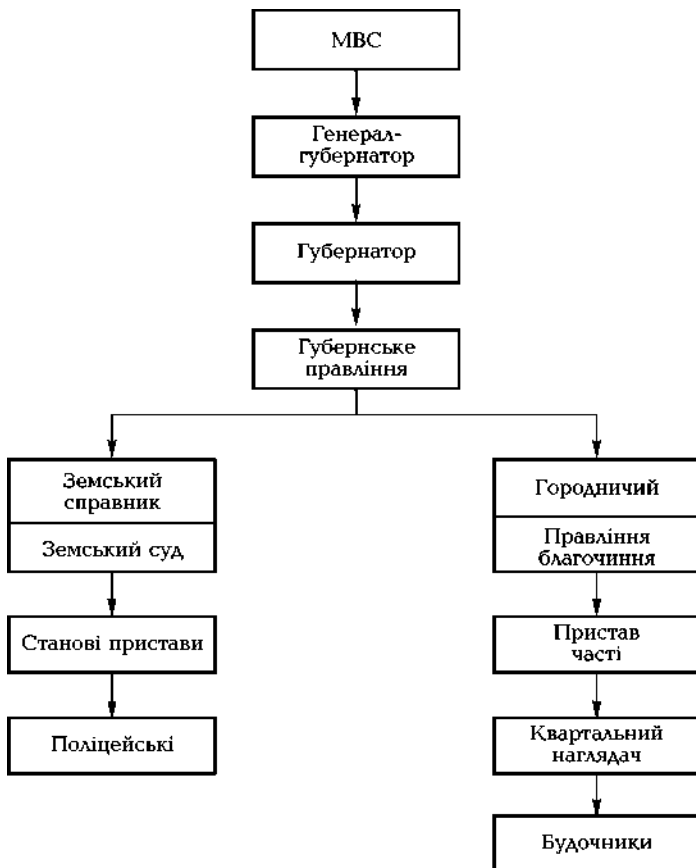 МВС
Генерал-
губернатор
Губернатор
Губернське
правління
Земський
справник
Земський суд
Станові пристави
Поліцейські
Городничий
Правління
благочиння
Пристав
часті
Квартальний
наглядач
Будочники